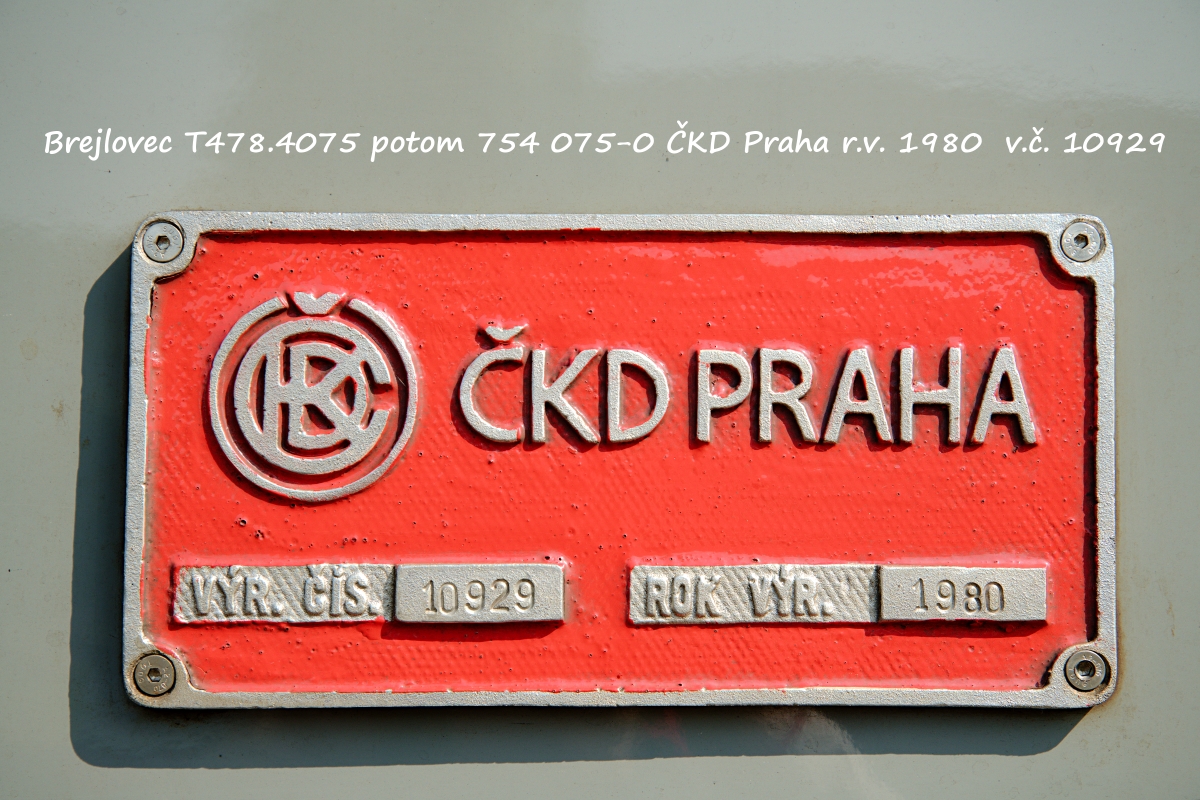 Brejlovec T478.4075 potom 754 075-0 ČKD Praha r.v. 1980 v.č. 10929
ČKD ČKD PRAHA
VÝR. ČÍS. 10929 ROK VÝR. 1980